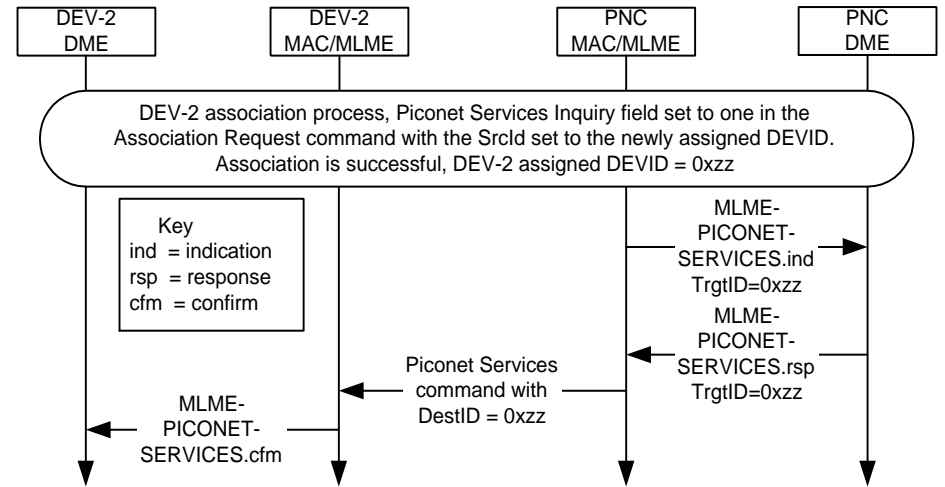 DEV-2
DME
DEV-2
MAC/MLME
PNC
MAC/MLME
PNC
DME
DEV-2 association process, Piconet Services Inquiry field set to one in the
Association Request command with the SrcId set to the newly assigned DEVID.
Association is successful, DEV-2 assigned DEVID = 0xzz
Key
ind = indication
rsp = response
cfm = confirm
MLME-
PICONET-
SERVICES.ind
TrgtID=0xzz
MLME-
PICONET-
SERVICES.rsp
TrgtID=0xzz
Piconet Services
command with
DestID = 0xzz
MLME-
PICONET-
SERVICES.cfm